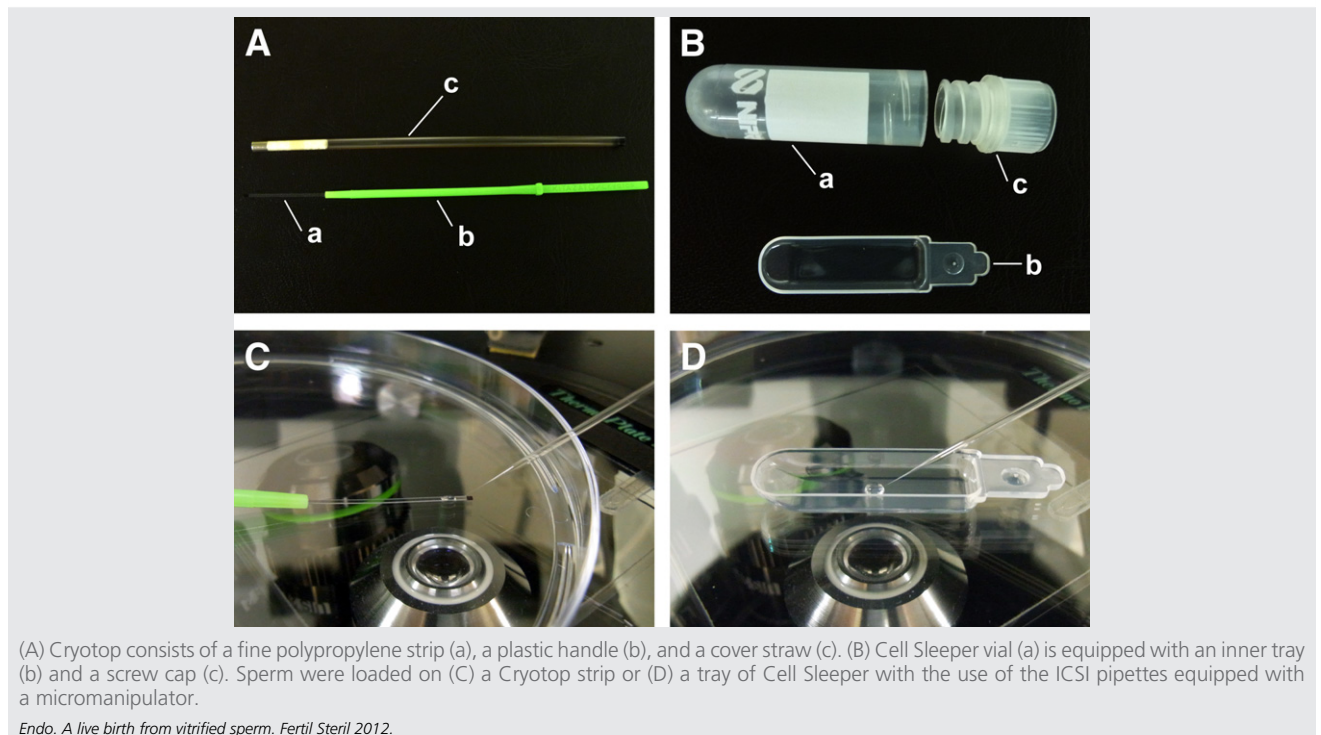 A
B
c
a
b
a
c
b
C
D
(A) Cryotop consists of a fine polypropylene strip (a), a plastic handle (b), and a cover straw (c). (B) Cell Sleeper vial (a) is equipped with an inner tray
(b) and a screw cap (c). Sperm were loaded on (C) a Cryotop strip or (D) a tray of Cell Sleeper with the use of the ICSI pipettes equipped with
a micromanipulator.
Endo. A live birth from vitrified sperm. Fertil Steril 2012.